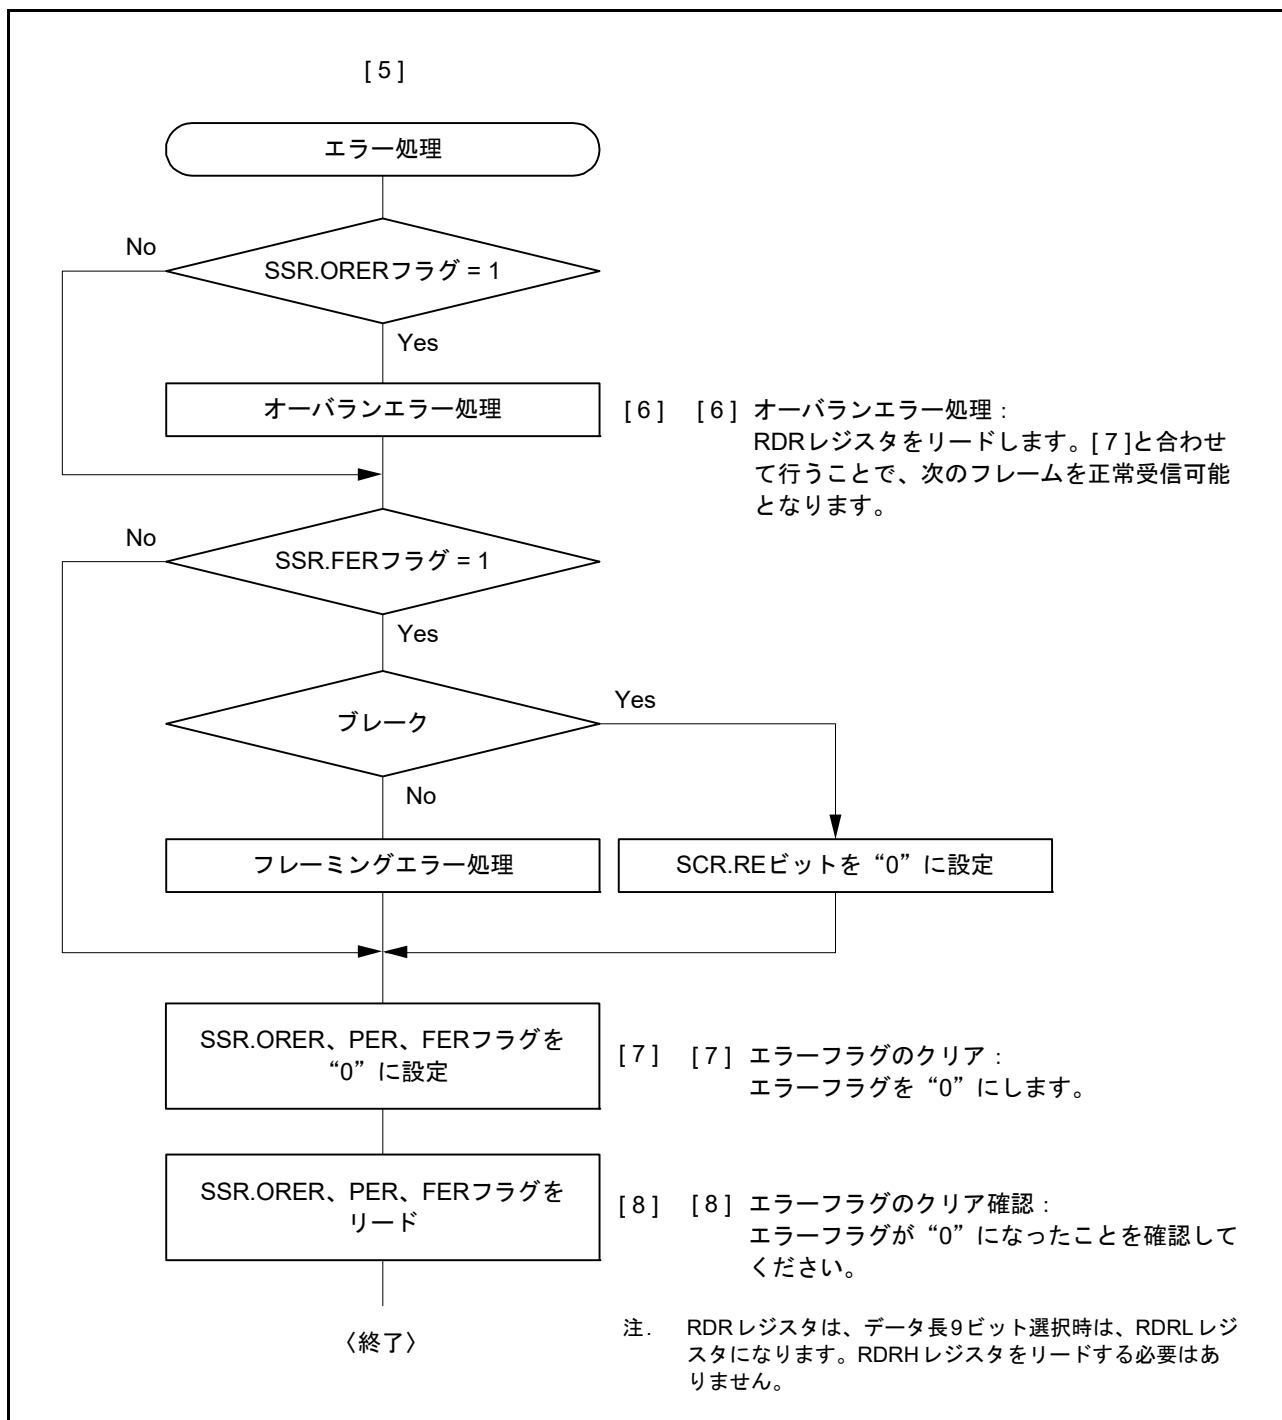 [ 5 ]
エラー処理
No
SSR.ORERフラグ = 1
Yes
オーバランエラー処理
[ 6 ]
[ 6 ] オーバランエラー処理：
RDRレジスタをリードします。[ 7 ]と合わせ
て行うことで、次のフレームを正常受信可能
となります。
No
SSR.FERフラグ = 1
Yes
ブレーク
Yes
No
フレーミングエラー処理
SCR.REビットを “0” に設定
SSR.ORER、PER、FERフラグを
“0” に設定
[ 7 ]
[ 7 ] エラーフラグのクリア：
エラーフラグを “0” にします。
SSR.ORER、PER、FERフラグを
リード
[ 8 ]
[ 8 ] エラーフラグのクリア確認：
エラーフラグが “0” になったことを確認して
ください。
〈終了〉
注. RDRレジスタは、データ長9ビット選択時は、RDRLレジ
スタになります。RDRHレジスタをリードする必要はあ
りません。